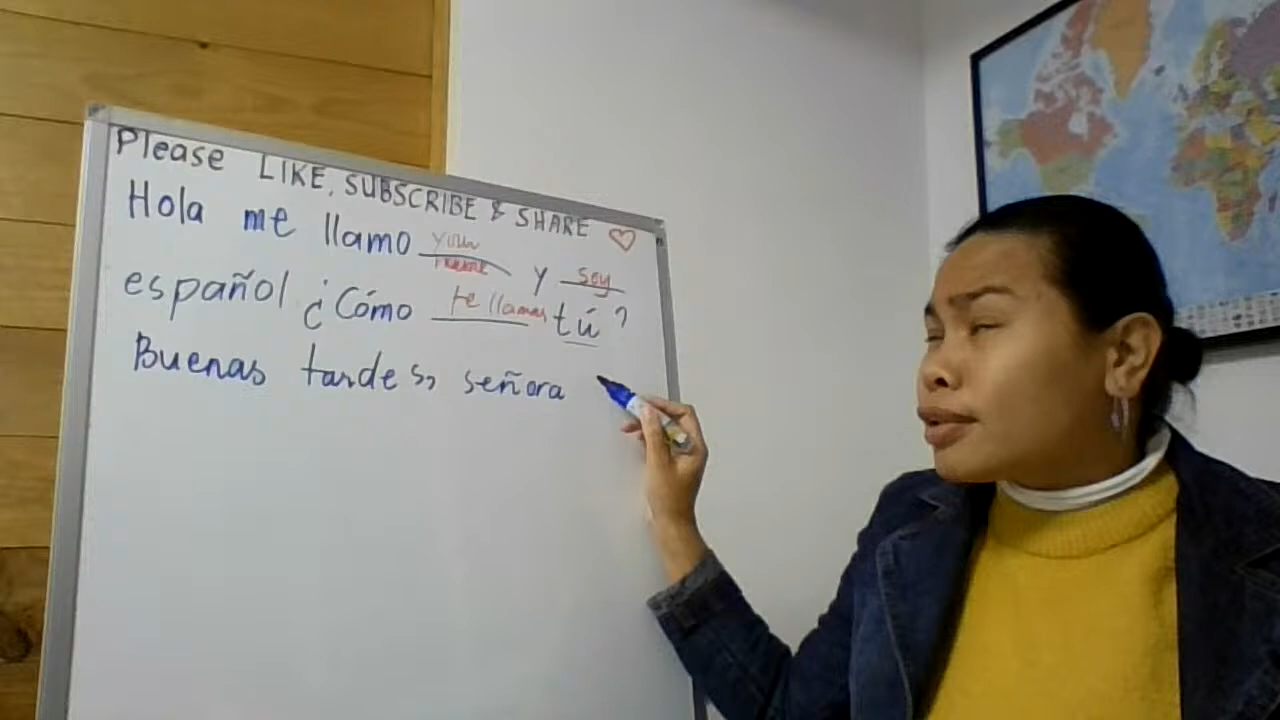 Please LIKE, SUBSCRIBE & SHARE
Hola me llamo your name y soy
español ¿Cómo te llamas tú?
Buenas tardes, señora